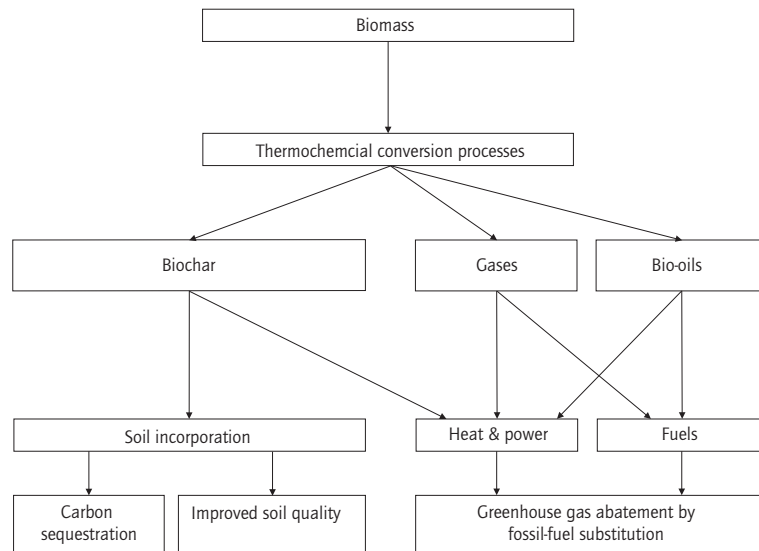 Biomass
Thermochemcial conversion processes
Biochar
Gases
Bio-oils
Soil incorporation
Heat & power
Fuels
Carbon
sequestration
Improved soil quality
Greenhouse gas abatement by
fossil-fuel substitution